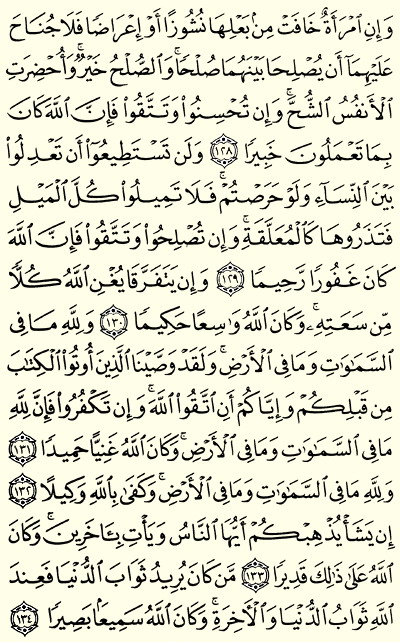 وَإِنِ ٱمْرَأَةٌ خَافَتْ مِنۢ بَعْلِهَا نُشُوزًا أَوْ إِعْرَاضًا فَلَا جُنَاحَ
عَلَيْهِمَآ أَن يُصْلِحَا بَيْنَهُمَا صُلْحًا ۚ وَٱلصُّلْحُ خَيْرٌ ۗ وَأُحْضِرَتِ
ٱلْأَنفُسُ ٱلشُّحَّ ۚ وَإِن تُحْسِنُوا۟ وَتَتَّقُوا۟ فَإِنَّ ٱللَّهَ كَانَ
بِمَا تَعْمَلُونَ خَبِيرًا ١٢٨ وَلَن تَسْتَطِيعُوٓا۟ أَن تَعْدِلُوا۟
بَيْنَ ٱلنِّسَآءِ وَلَوْ حَرَصْتُمْ ۖ فَلَا تَمِيلُوا۟ كُلَّ ٱلْمَيْلِ
فَتَذَرُوهَا كَٱلْمُعَلَّقَةِ ۚ وَإِن تُصْلِحُوا۟ وَتَتَّقُوا۟ فَإِنَّ ٱللَّهَ
كَانَ غَفُورًا رَّحِيمًا ١٢٩ وَإِن يَتَفَرَّقَا يُغْنِ ٱللَّهُ كُلًّا
مِّن سَعَتِهِۦ ۚ وَكَانَ ٱللَّهُ وَٰسِعًا حَكِيمًا ١٣٠ وَلِلَّهِ مَا فِى
ٱلسَّمَٰوَٰتِ وَمَا فِى ٱلْأَرْضِ ۗ وَلَقَدْ وَصَّيْنَا ٱلَّذِينَ أُوتُوا۟ ٱلْكِتَٰبَ
مِن قَبْلِكُمْ وَإِيَّاكُمْ أَنِ ٱتَّقُوا۟ ٱللَّهَ ۚ وَإِن تَكْفُرُوا۟ فَإِنَّ لِلَّهِ
مَا فِى ٱلسَّمَٰوَٰتِ وَمَا فِى ٱلْأَرْضِ ۚ وَكَانَ ٱللَّهُ غَنِيًّا حَمِيدًا ١٣١
وَلِلَّهِ مَا فِى ٱلسَّمَٰوَٰتِ وَمَا فِى ٱلْأَرْضِ ۚ وَكَفَىٰ بِٱللَّهِ وَكِيلًا ١٣٢
إِن يَشَأْ يُذْهِبْكُمْ أَيُّهَا ٱلنَّاسُ وَيَأْتِ بِـَٔاخَرِينَ ۚ وَكَانَ
ٱللَّهُ عَلَىٰ ذَٰلِكَ قَدِيرًا ١٣٣ مَّن كَانَ يُرِيدُ ثَوَابَ ٱلدُّنْيَا فَعِندَ
ٱللَّهِ ثَوَابُ ٱلدُّنْيَا وَٱلْأَخِرَةِ ۚ وَكَانَ ٱللَّهُ سَمِيعًۢا بَصِيرًا ١٣٤